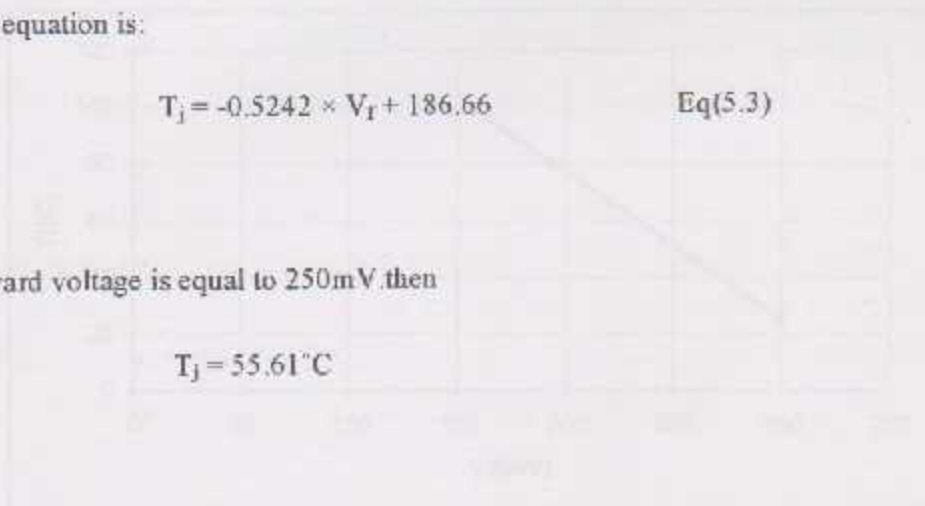 equation is:
Tj = -0.5242 × Vf + 186.66 Eq(5.3)
ard voltage is equal to 250mV.then
Tj = 55.61°C